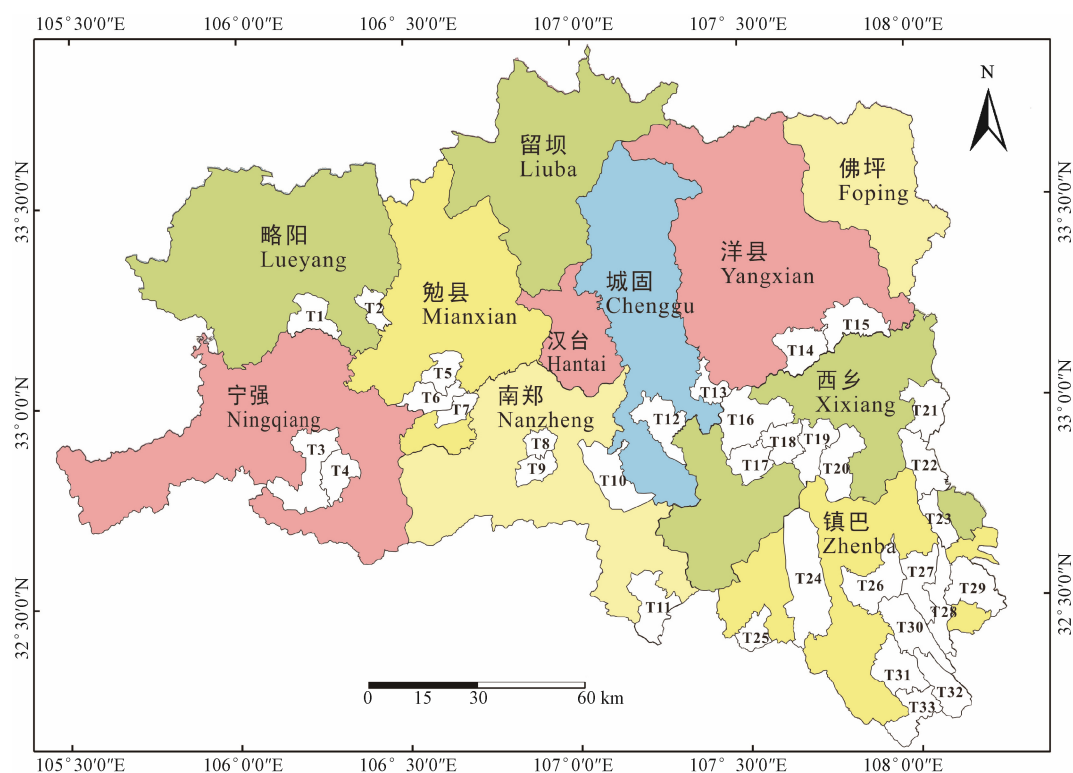 105°30′0″E 106°0′0″E 106°30′0″E 107°0′0″E 107°30′0″E 108°0′0″E
N
33°30′0″N
33°30′0″N
33°0′0″N
33°0′0″N
32°30′0″N
32°30′0″N
留坝
Liuba
佛坪
Foping
略阳
Lueyang
洋县
Yangxian
城固
Chenggu
勉县
Mianxian
T1
T2
T15
T14
汉台
Hantai
西乡
Xixiang
T5
T6
T7
宁强
Ningqiang
南郑
Nanzheng
T13
T16
T12
T21
T3
T4
T8
T9
T10
T17
T18
T19
T20
T22
T23
镇巴
Zhenba
T24
T26
T27
T29
T28
T11
T25
T30
T31
T32
T33
0 15 30 60 km
105°30′0″E 106°0′0″E 106°30′0″E 107°0′0″E 107°30′0″E 108°0′0″E